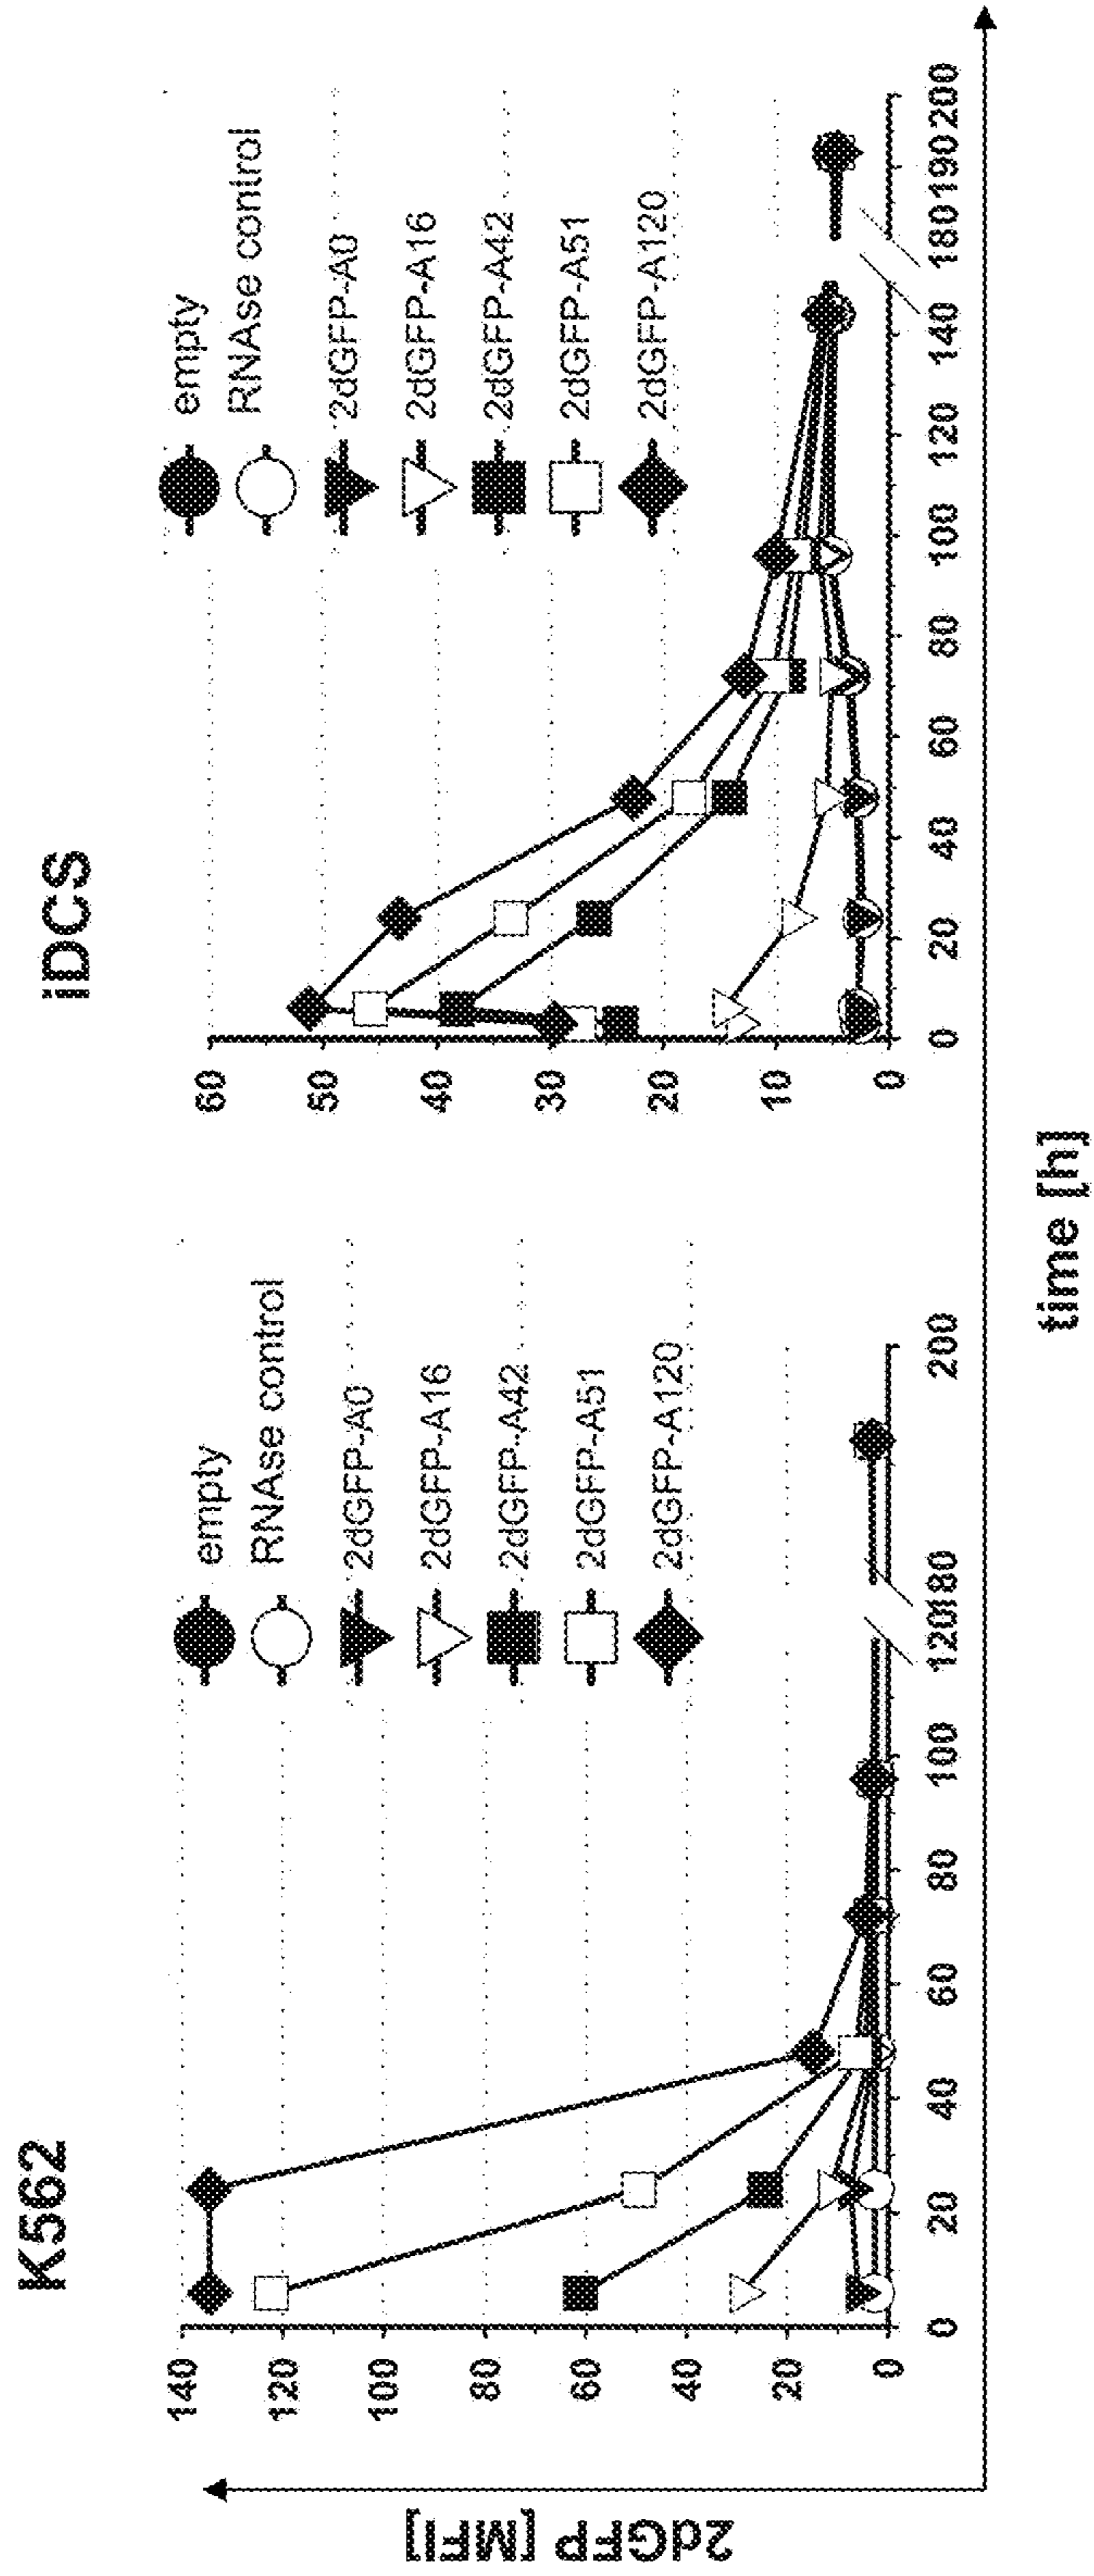 K562
iDCS
2dGFP [MFI]
140
120
100
80
60
40
20
0
empty
RNAse control
2dGFP-A0
2dGFP-A16
2dGFP-A42
2dGFP-A51
2dGFP-A120
0
20
40
60
80
100
120
180
200
60
50
40
30
20
10
0
empty
RNAse control
2dGFP-A0
2dGFP-A16
2dGFP-A42
2dGFP-A51
2dGFP-A120
0
20
40
60
80
100
120
140
180
190
200
time [h]